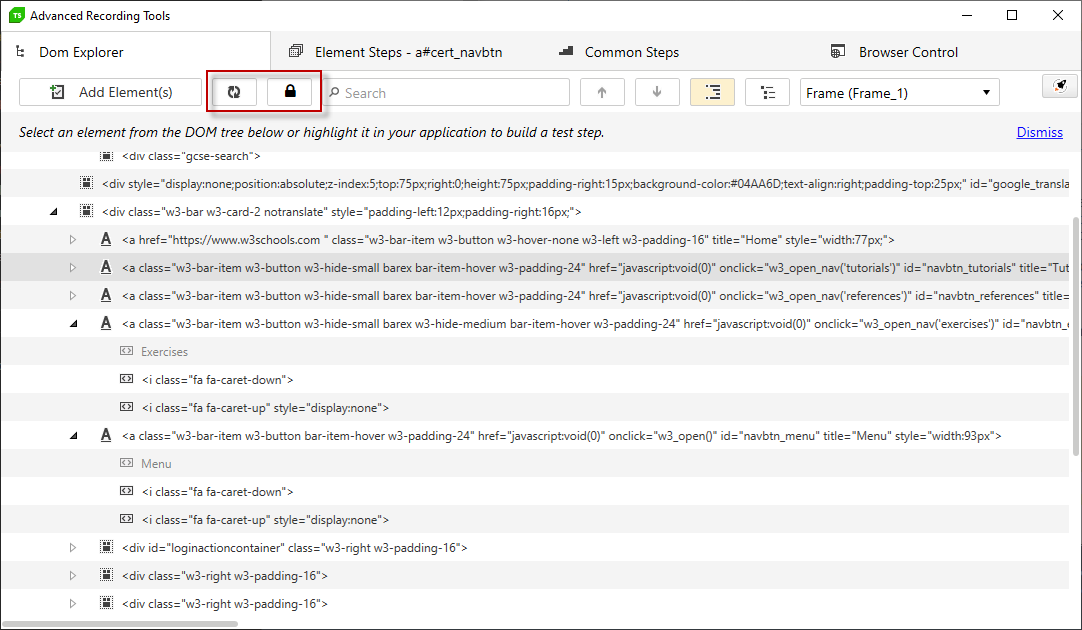 TS Advanced Recording Tools
Dom Explorer Element Steps - a#cert_navbtn Common Steps Browser Control
Add Element(s) Search Frame (Frame_1)
Select an element from the DOM tree below or highlight it in your application to build a test step. Dismiss
<div class="gcse-search">
<div style="display:none;position:absolute;z-index:5;top:75px;right:0;height:75px;padding-right:15px;background-color:#04AA6D;text-align:right;padding-top:25px;" id="google_transla
<div class="w3-bar w3-card-2 notranslate" style="padding-left:12px;padding-right:16px;">
A <a href="https://www.w3schools.com " class="w3-bar-item w3-button w3-hover-none w3-left w3-padding-16" title="Home" style="width:77px;">
A <a class="w3-bar-item w3-button w3-hide-small barex bar-item-hover w3-padding-24" href="javascript:void(0)" onclick="w3_open_nav('tutorials')" id="navbtn_tutorials" title="Tut
A <a class="w3-bar-item w3-button w3-hide-small barex bar-item-hover w3-padding-24" href="javascript:void(0)" onclick="w3_open_nav('references')" id="navbtn_references" title=
A <a class="w3-bar-item w3-button w3-hide-small barex w3-hide-medium bar-item-hover w3-padding-24" href="javascript:void(0)" onclick="w3_open_nav('exercises')" id="navbtn_e
Exercises
<i class="fa fa-caret-down">
<i class="fa fa-caret-up" style="display:none">
A <a class="w3-bar-item w3-button bar-item-hover w3-padding-24" href="javascript:void(0)" onclick="w3_open()" id="navbtn_menu" title="Menu" style="width:93px">
Menu
<i class="fa fa-caret-down">
<i class="fa fa-caret-up" style="display:none">
<div id="loginactioncontainer" class="w3-right w3-padding-16">
<div class="w3-right w3-padding-16">
<div class="w3-right w3-padding-16">